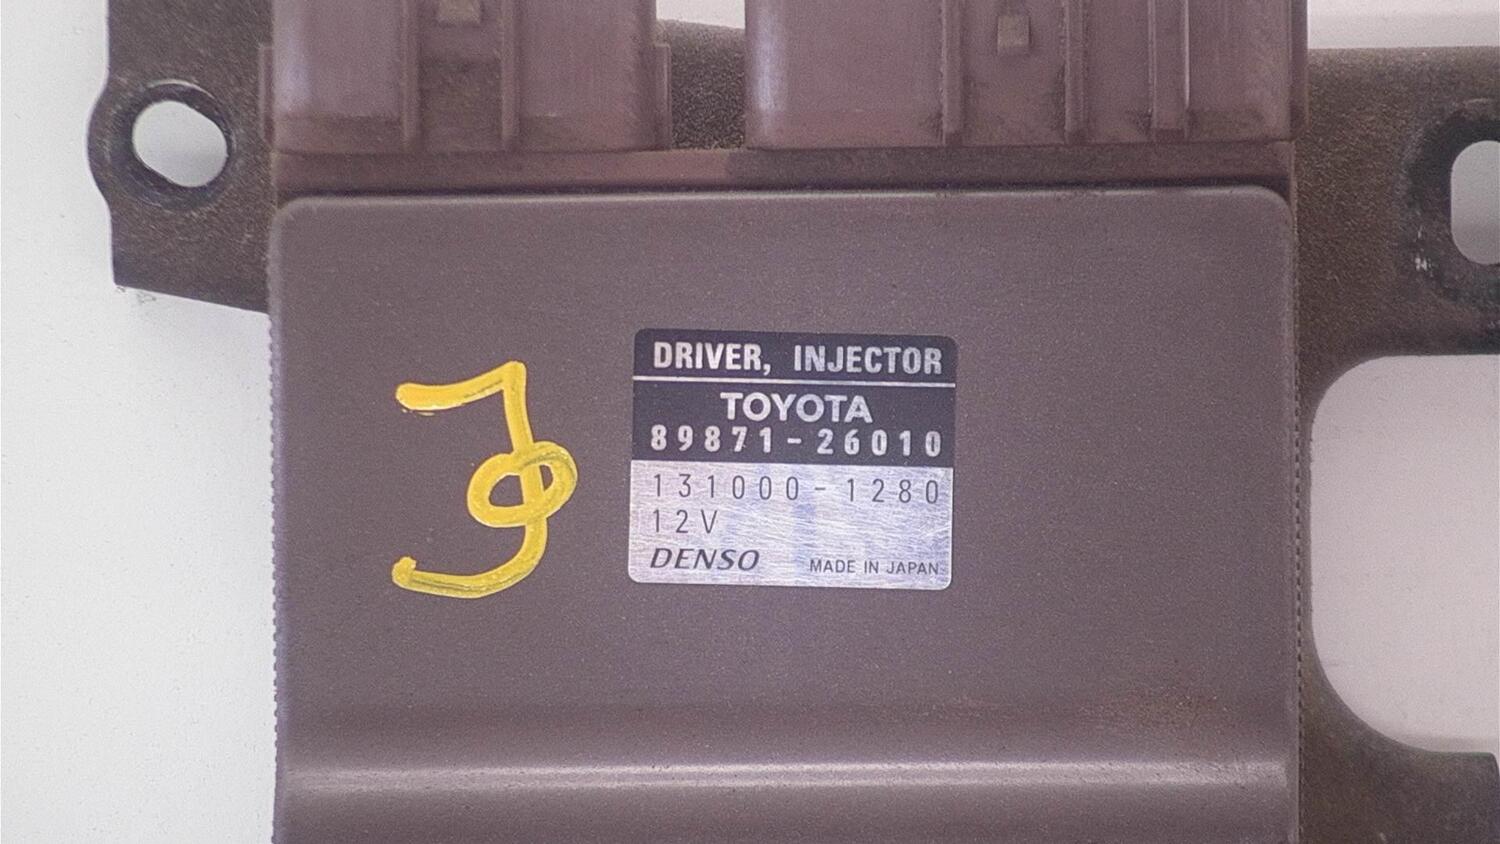 DRIVER, INJECTOR
TOYOTA
89871-26010
131000-1280
12V
DENSO MADE IN JAPAN